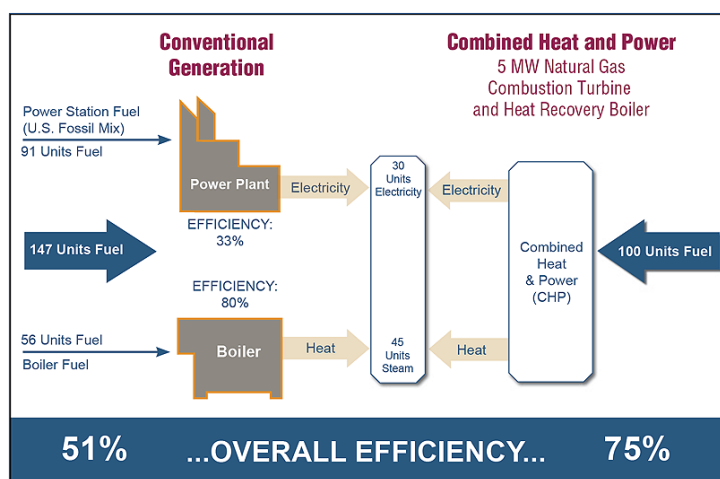 Conventional
Generation
Combined Heat and Power
5 MW Natural Gas
Combustion Turbine
and Heat Recovery Boiler
Power Station Fuel
(U.S. Fossil Mix)
91 Units Fuel
Power Plant
Electricity
30
Units
Electricity
Electricity
EFFICIENCY:
33%
147 Units Fuel
Combined
Heat
& Power
(CHP)
100 Units Fuel
EFFICIENCY:
80%
56 Units Fuel
Boiler Fuel
Boiler
Heat
45
Units
Steam
Heat
51% ...OVERALL EFFICIENCY... 75%